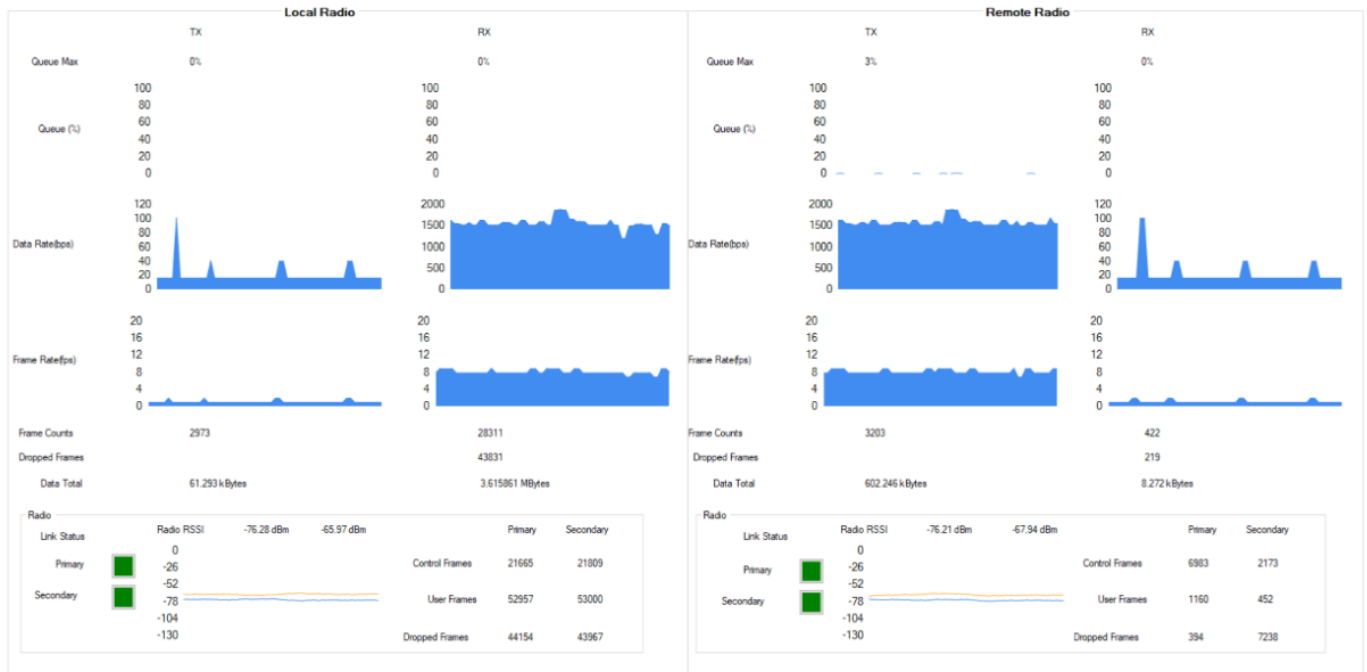 Local Radio
TX RX
Queue Max 0% 0%
Queue (%)
100 100
80 80
60 60
40 40
20 20
0 0
Data Rate(bps)
120 2000
100 1500
80 1000
60 500
40 0
20
0
Frame Rate(fps)
20 20
16 16
12 12
8 8
4 4
0 0
Frame Counts 2973 28311
Dropped Frames 43831
Data Total 61.293 kBytes 3.615861 MBytes
Radio
Link Status
Primary
Secondary
Radio RSSI -76.28 dBm -65.97 dBm
0
-26
-52
-78
-104
-130
Primary Secondary
Control Frames 21665 21809
User Frames 52957 53000
Dropped Frames 44154 43967
Remote Radio
TX RX
Queue Max 3% 0%
Queue (%)
100 100
80 80
60 60
40 40
20 20
0 0
Data Rate(bps)
2000 120
1500 100
1000 80
500 60
0 40
20
0
Frame Rate(fps)
20 20
16 16
12 12
8 8
4 4
0 0
Frame Counts 3203 422
Dropped Frames 219
Data Total 602.246 kBytes 8.272 kBytes
Radio
Link Status
Primary
Secondary
Radio RSSI -76.21 dBm -67.94 dBm
0
-26
-52
-78
-104
-130
Primary Secondary
Control Frames 6983 2173
User Frames 1160 452
Dropped Frames 394 7238